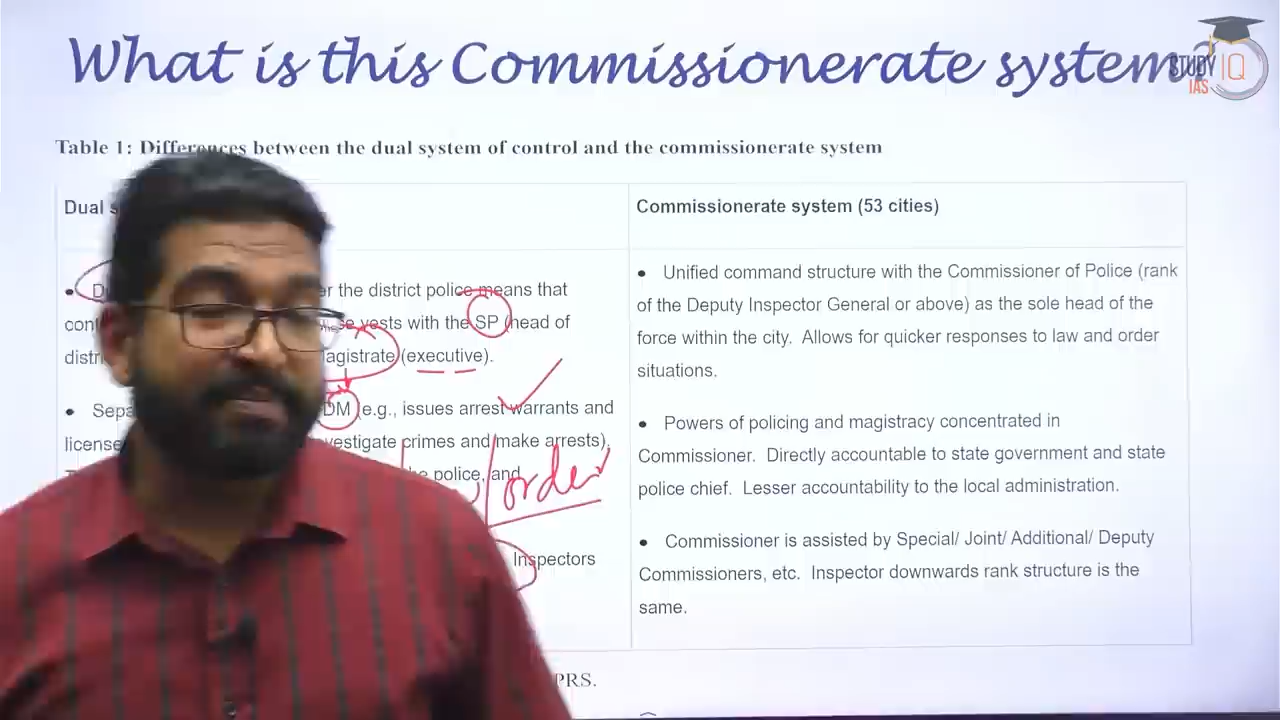 What is this Commissionerate system?
STUDY IQ
IAS
Table 1: Differences between the dual system of control and the commissionerate system
Dual
Commissionerate system (53 cities)
the district police means that
vests with the SP (head of
(executive).
DM (e.g., issues arrest warrants and
crimes and make arrests).
police, and
/order
Inspectors
PRS.
• Unified command structure with the Commissioner of Police (rank
of the Deputy Inspector General or above) as the sole head of the
force within the city. Allows for quicker responses to law and order
situations.
• Powers of policing and magistracy concentrated in
Commissioner. Directly accountable to state government and state
police chief. Lesser accountability to the local administration.
• Commissioner is assisted by Special/ Joint/ Additional/ Deputy
Commissioners, etc. Inspector downwards rank structure is the
same.